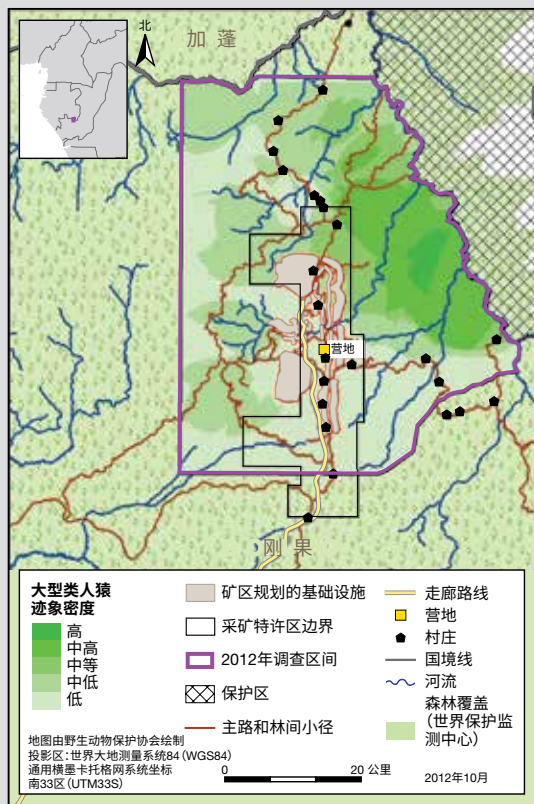 北
加蓬
营地
刚果
大型类人猿
迹象密度
高
中高
中等
中低
低
矿区规划的基础设施
采矿特许区边界
2012年调查区间
保护区
主路和林间小径
走廊路线
营地
村庄
国境线
河流
森林覆盖
(世界保护监
测中心)
地图由野生动物保护协会绘制
投影区:世界大地测量系统84 (WGS84)
通用横墨卡托格网系统坐标
南33区 (UTM33S)
0 20 公里
2012年10月